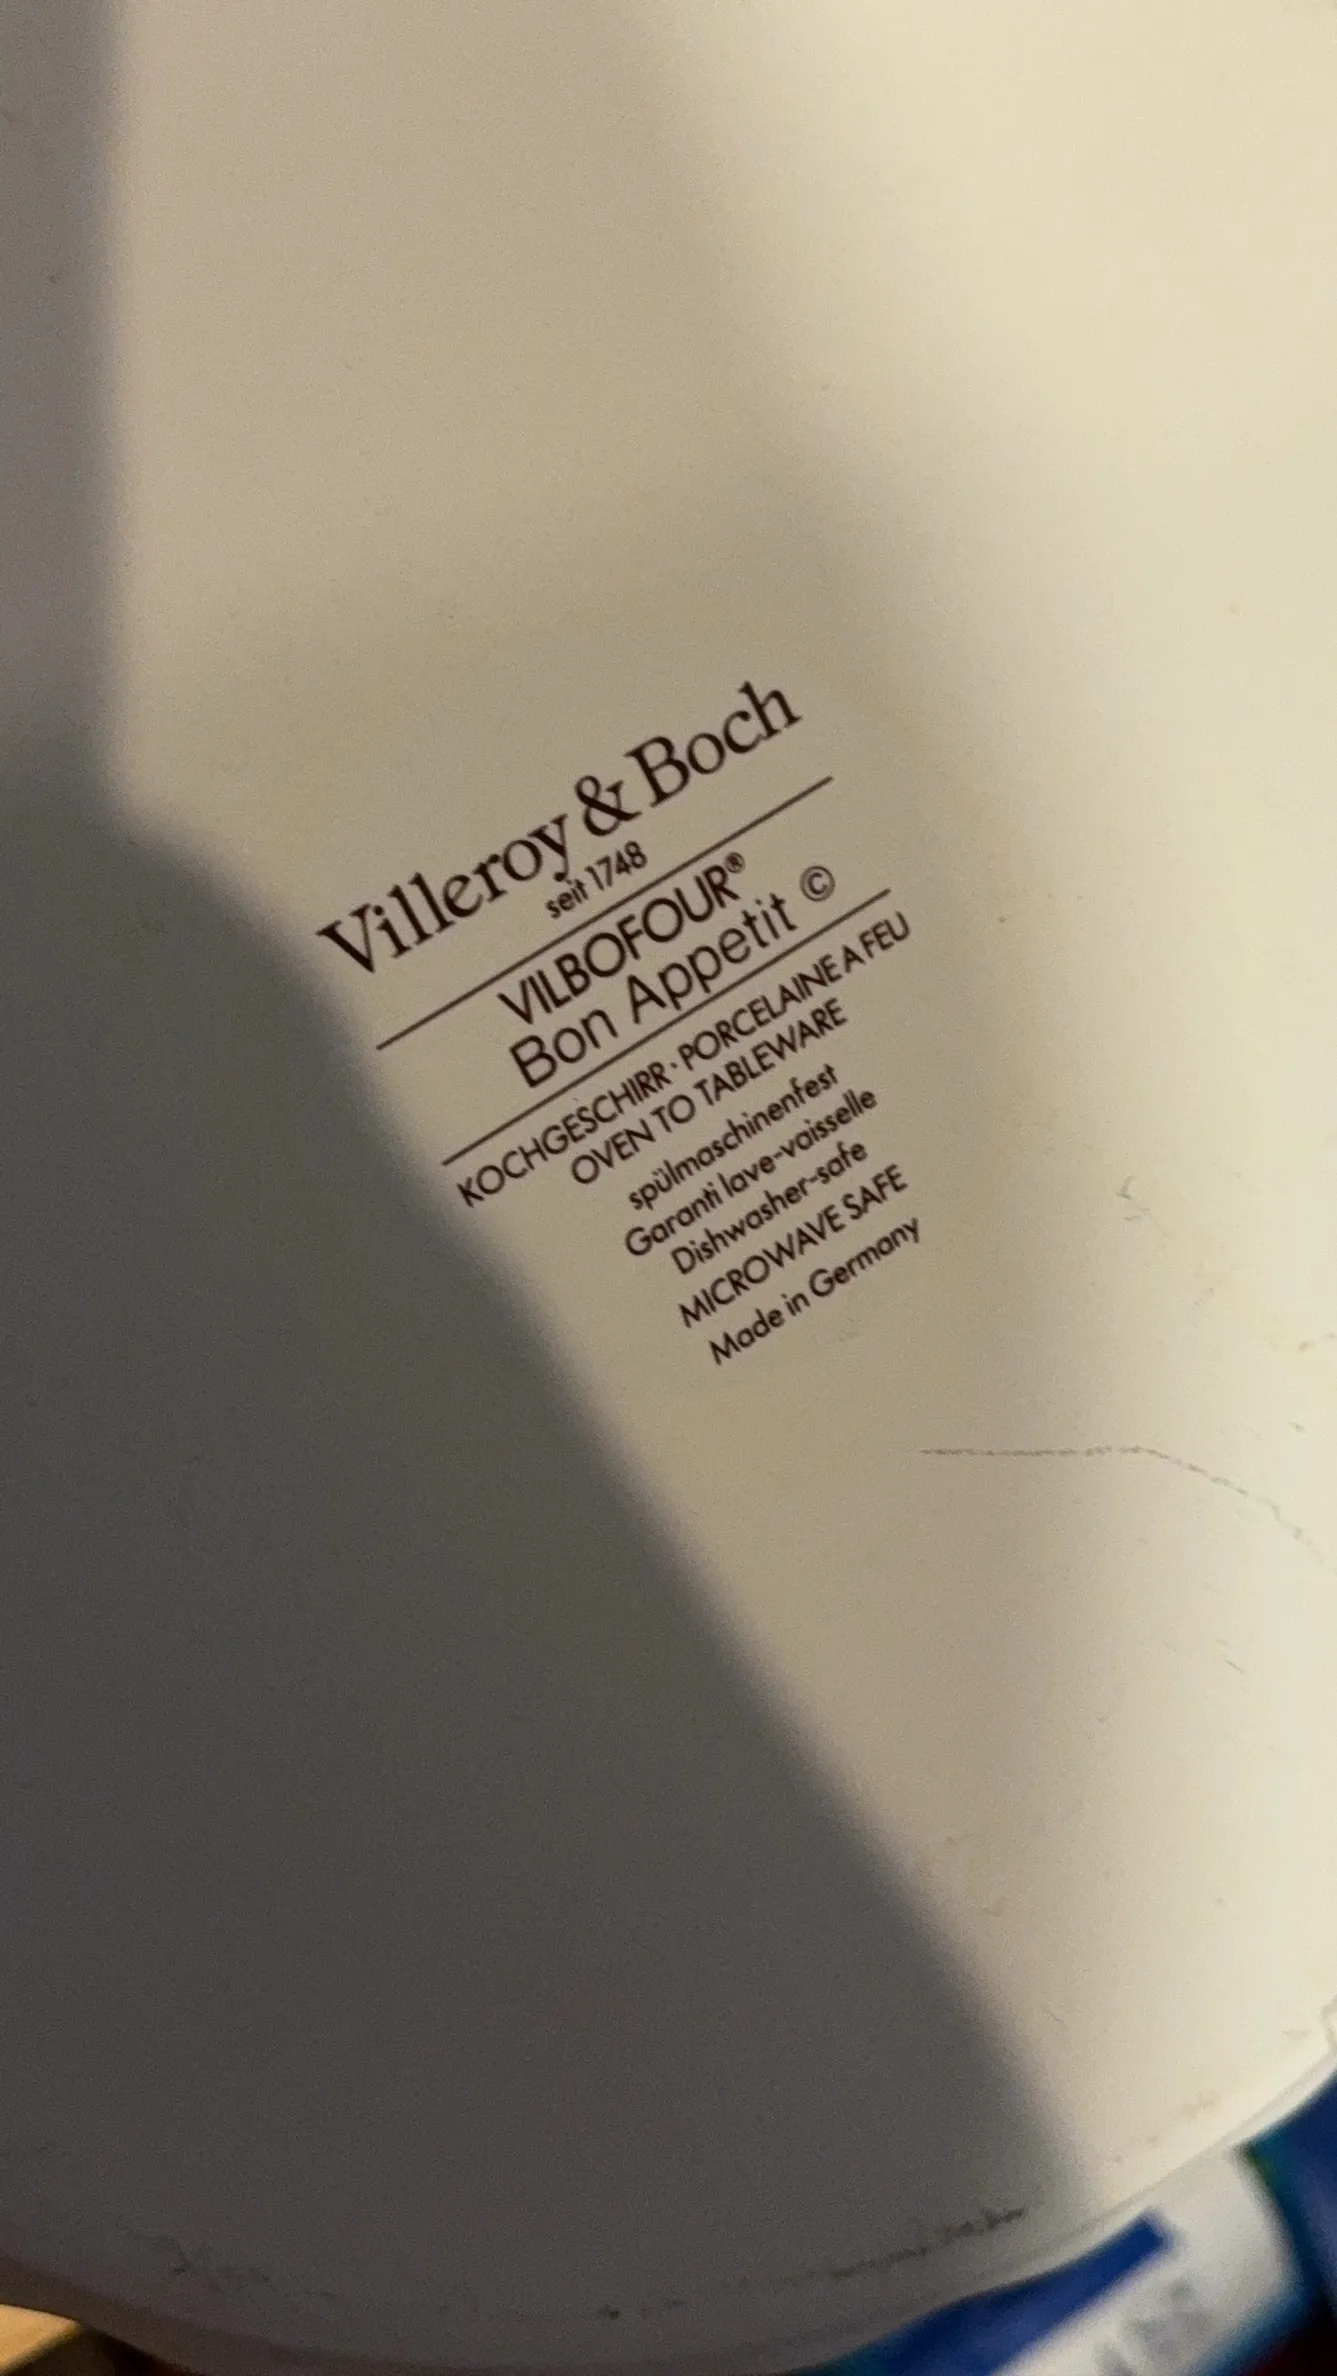 Villeroy & Boch
seit 1748
VILBOFOUR®
Bon Appetit ©
KOCHGESCHIRR · PORCELAINE A FEU
OVEN TO TABLEWARE
spülmaschinenfest
Garanti lave-vaisselle
Dishwasher-safe
MICROWAVE SAFE
Made in Germany